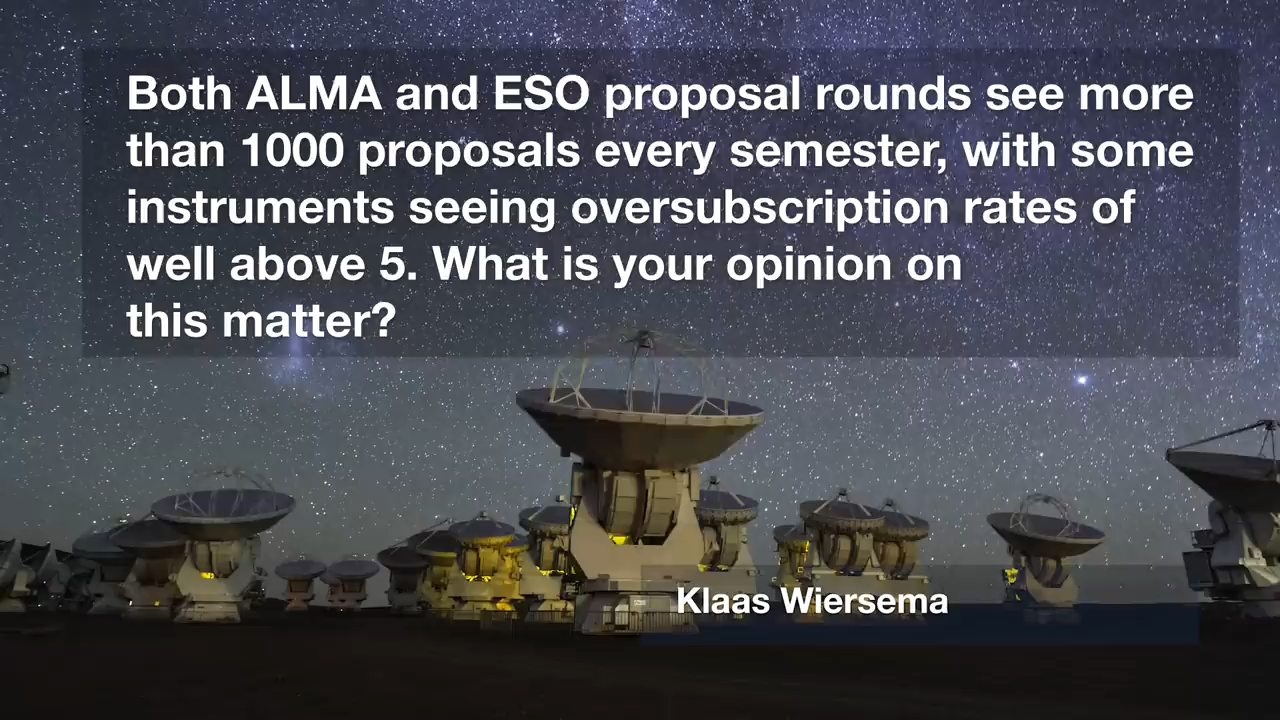 Both ALMA and ESO proposal rounds see more
than 1000 proposals every semester, with some
instruments seeing oversubscription rates of
well above 5. What is your opinion on
this matter?
Klaas Wiersema